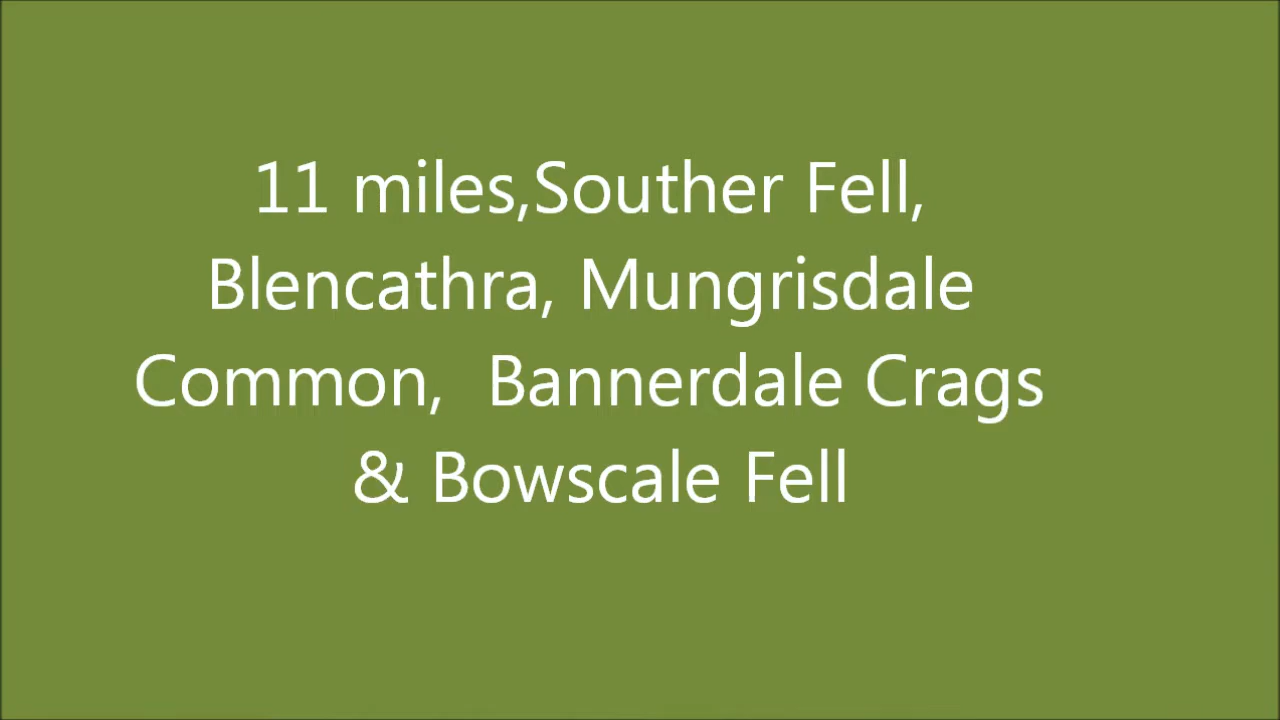 11 miles,Souther Fell,
Blencathra, Mungrisdale
Common,  Bannerdale Crags
& Bowscale Fell